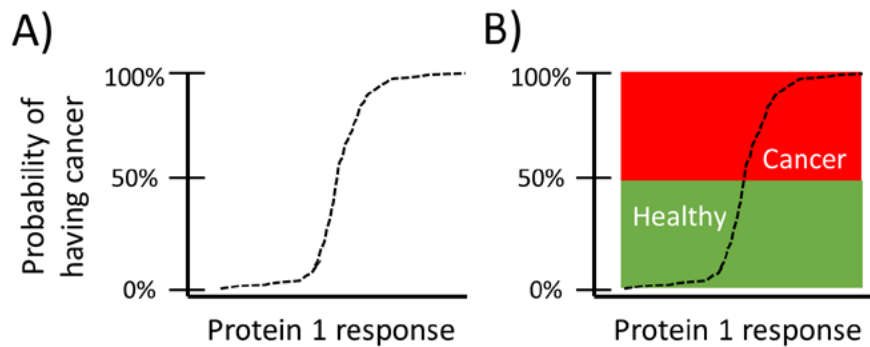 A)
Probability of
having cancer
100%
50%
0%
Protein 1 response
B)
100%
50%
0%
Cancer
Healthy
Protein 1 response